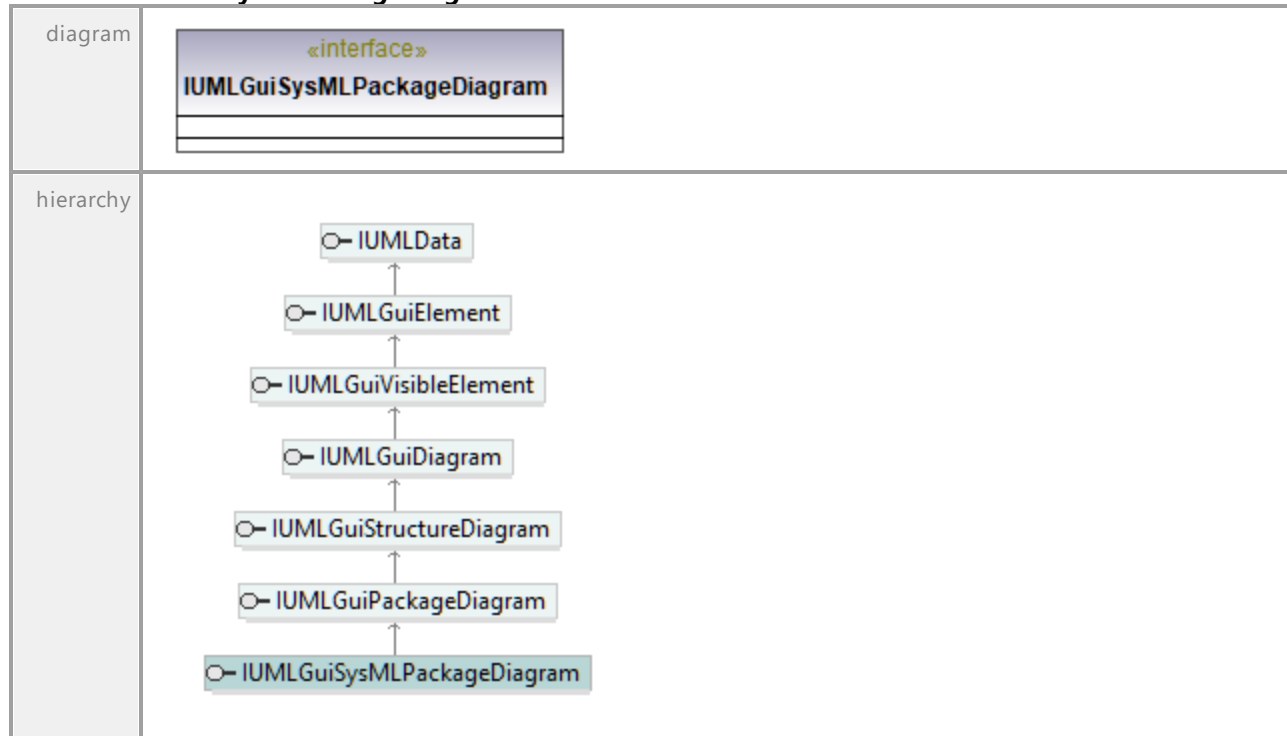 diagram
«interface»
IUMLGuiSysMLPackageDiagram
hierarchy
IUMLData
IUMLGuiElement
IUMLGuiVisibleElement
IUMLGuiDiagram
IUMLGuiStructureDiagram
IUMLGuiPackageDiagram
IUMLGuiSysMLPackageDiagram